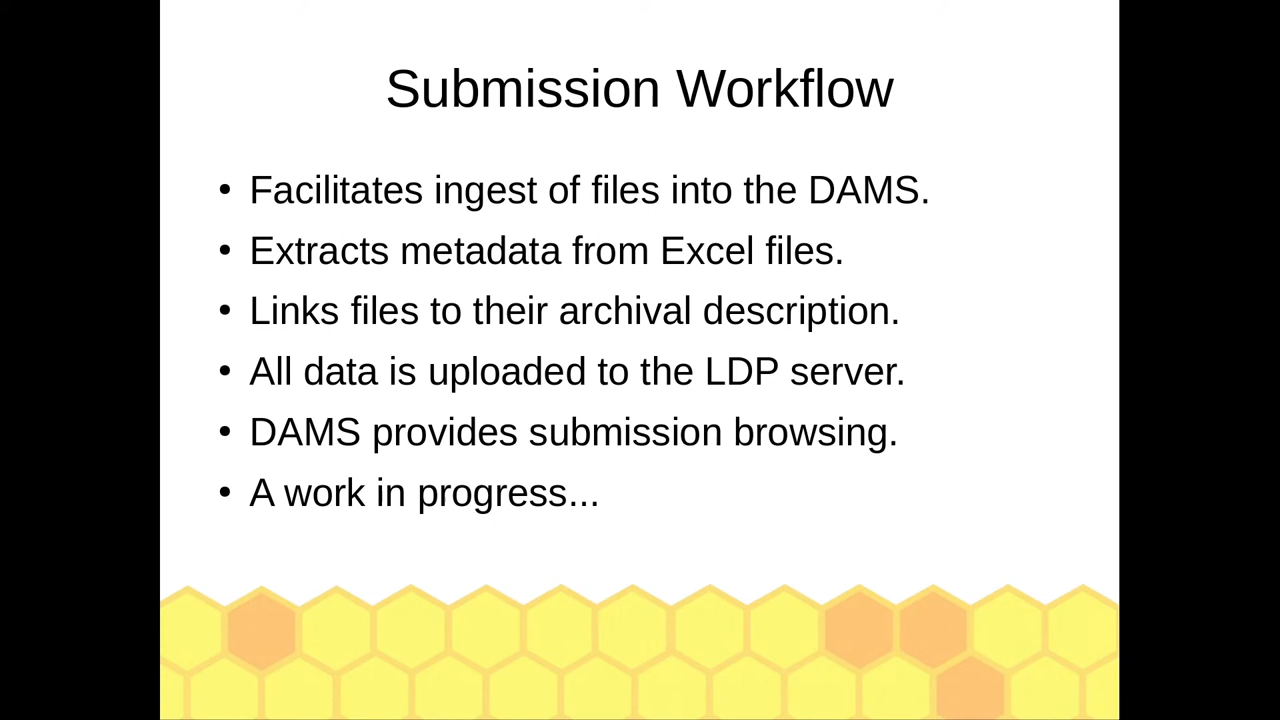 Submission Workflow
• Facilitates ingest of files into the DAMS.
• Extracts metadata from Excel files.
• Links files to their archival description.
• All data is uploaded to the LDP server.
• DAMS provides submission browsing.
• A work in progress...